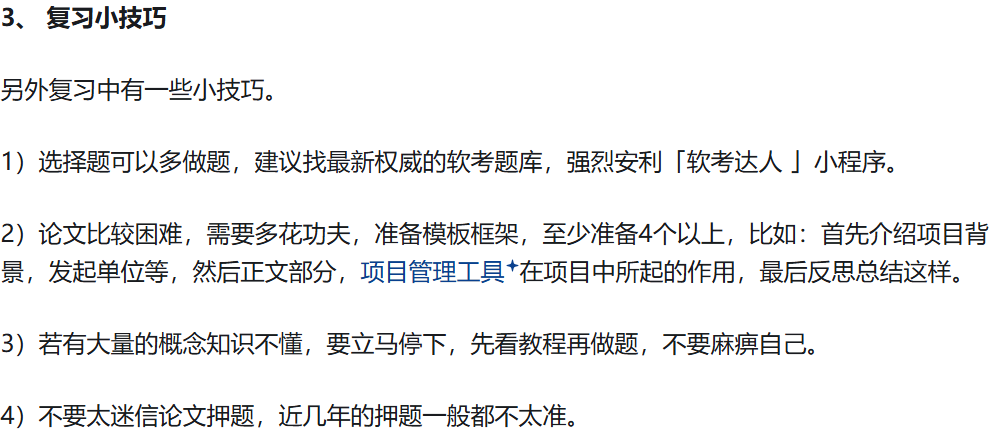 3、 复习小技巧
另外复习中有一些小技巧。
1）选择题可以多做题，建议找最新权威的软考题库，强烈安利「软考达人 」小程序。
2）论文比较困难，需要多花功夫，准备模板框架，至少准备4个以上，比如：首先介绍项目背
景，发起单位等，然后正文部分，项目管理工具在项目中所起的作用，最后反思总结这样。
3）若有大量的概念知识不懂，要立马停下，先看教程再做题，不要麻痹自己。
4）不要太迷信论文押题，近几年的押题一般都不太准。